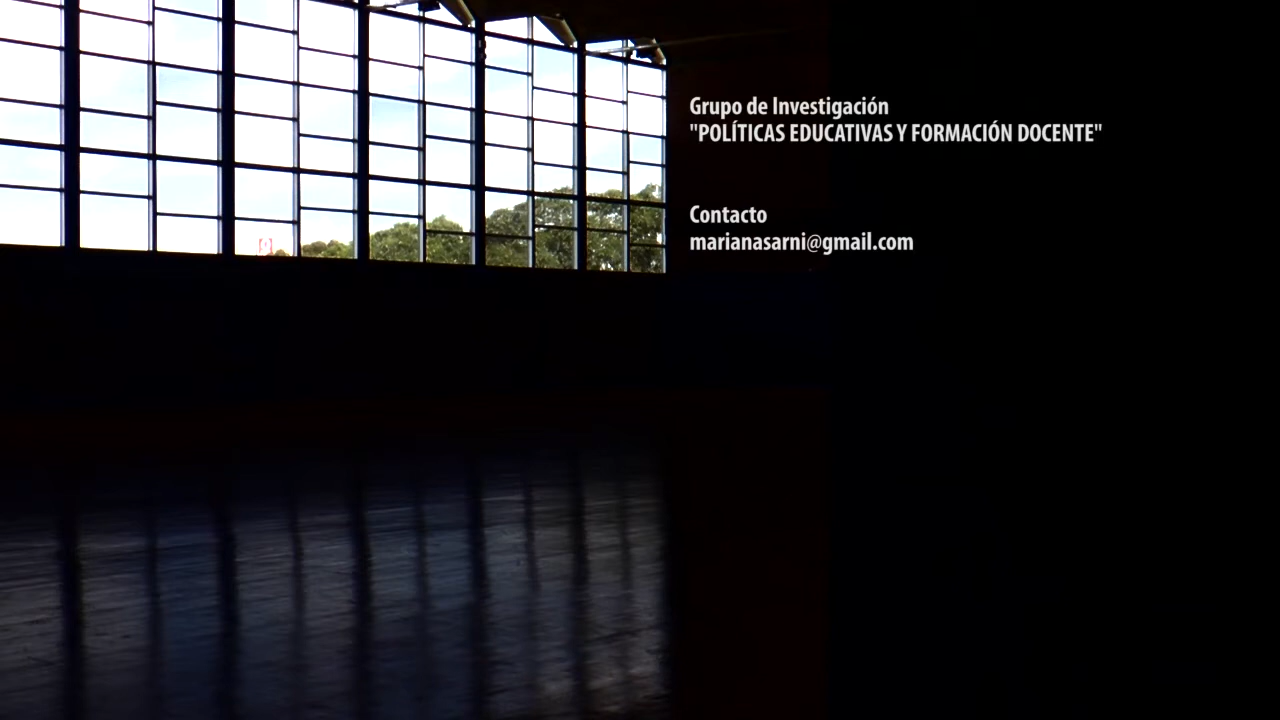 Grupo de Investigación
"POLÍTICAS EDUCATIVAS Y FORMACIÓN DOCENTE"
Contacto
marianasarni@gmail.com